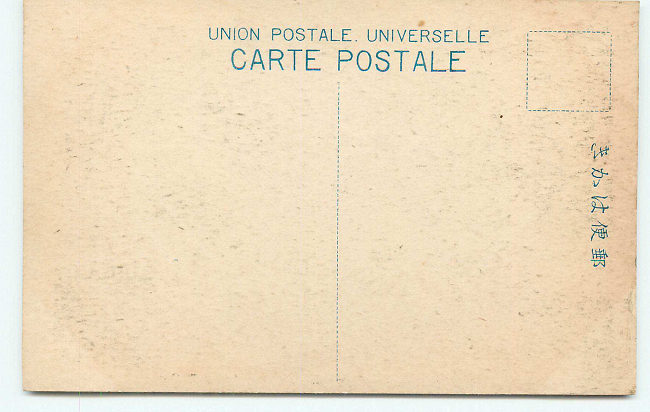 UNION POSTALE. UNIVERSELLE
CARTE POSTALE
郵便はかき